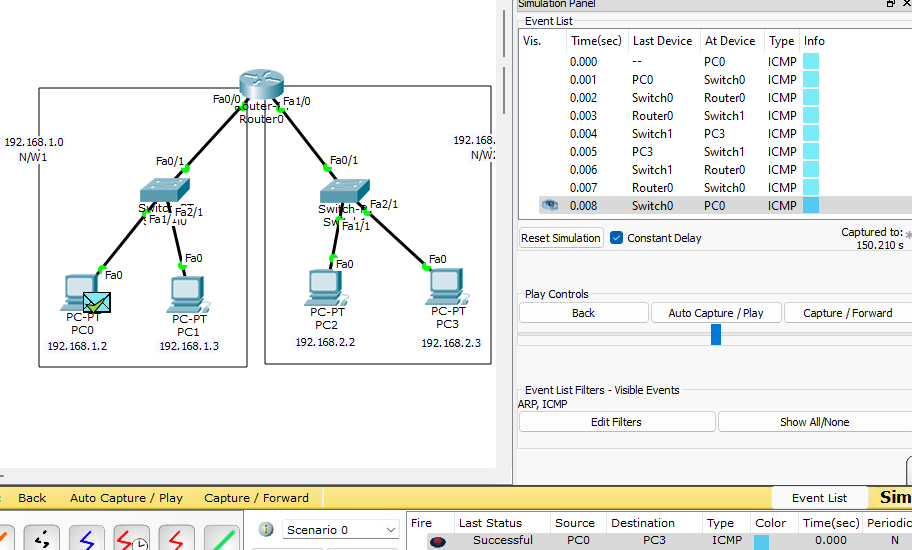 Simulation Panel
Event List
Vis. Time(sec) Last Device At Device Type Info
0.000 -- PC0 ICMP
0.001 PC0 Switch0 ICMP
0.002 Switch0 Router0 ICMP
0.003 Router0 Switch1 ICMP
0.004 Switch1 PC3 ICMP
0.005 PC3 Switch1 ICMP
0.006 Switch1 Router0 ICMP
0.007 Router0 Switch0 ICMP
0.008 Switch0 PC0 ICMP
Reset Simulation Constant Delay
Captured to:
150.210 s
Play Controls
Back Auto Capture / Play Capture / Forward
Event List Filters - Visible Events
ARP, ICMP
Edit Filters Show All/None
Fa0/0 Fa1/0
Router0
192.168.1.0
N/W1
192.168.
N/W2
Fa0/1 Fa0/1
Fa1/1 Fa2/1
Fa2/1
Fa1/1
Fa0 Fa0 Fa0 Fa0
PC-PT
PC0
192.168.1.2
PC-PT
PC1
192.168.1.3
PC-PT
PC2
192.168.2.2
PC-PT
PC3
192.168.2.3
Back Auto Capture / Play Capture / Forward Event List Sim
Scenario 0
Fire Last Status Source Destination Type Color Time(sec) Periodic
Successful PC0 PC3 ICMP 0.000 N